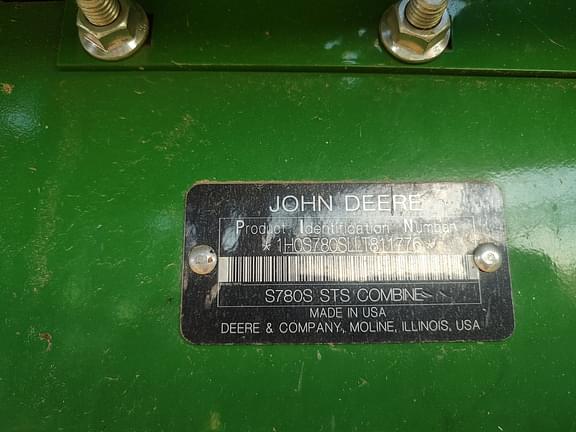 JOHN DEERE
Product Identification Number
*1H0S780SLLT811776*
S780S STS COMBINE
MADE IN USA
DEERE & COMPANY, MOLINE, ILLINOIS, USA